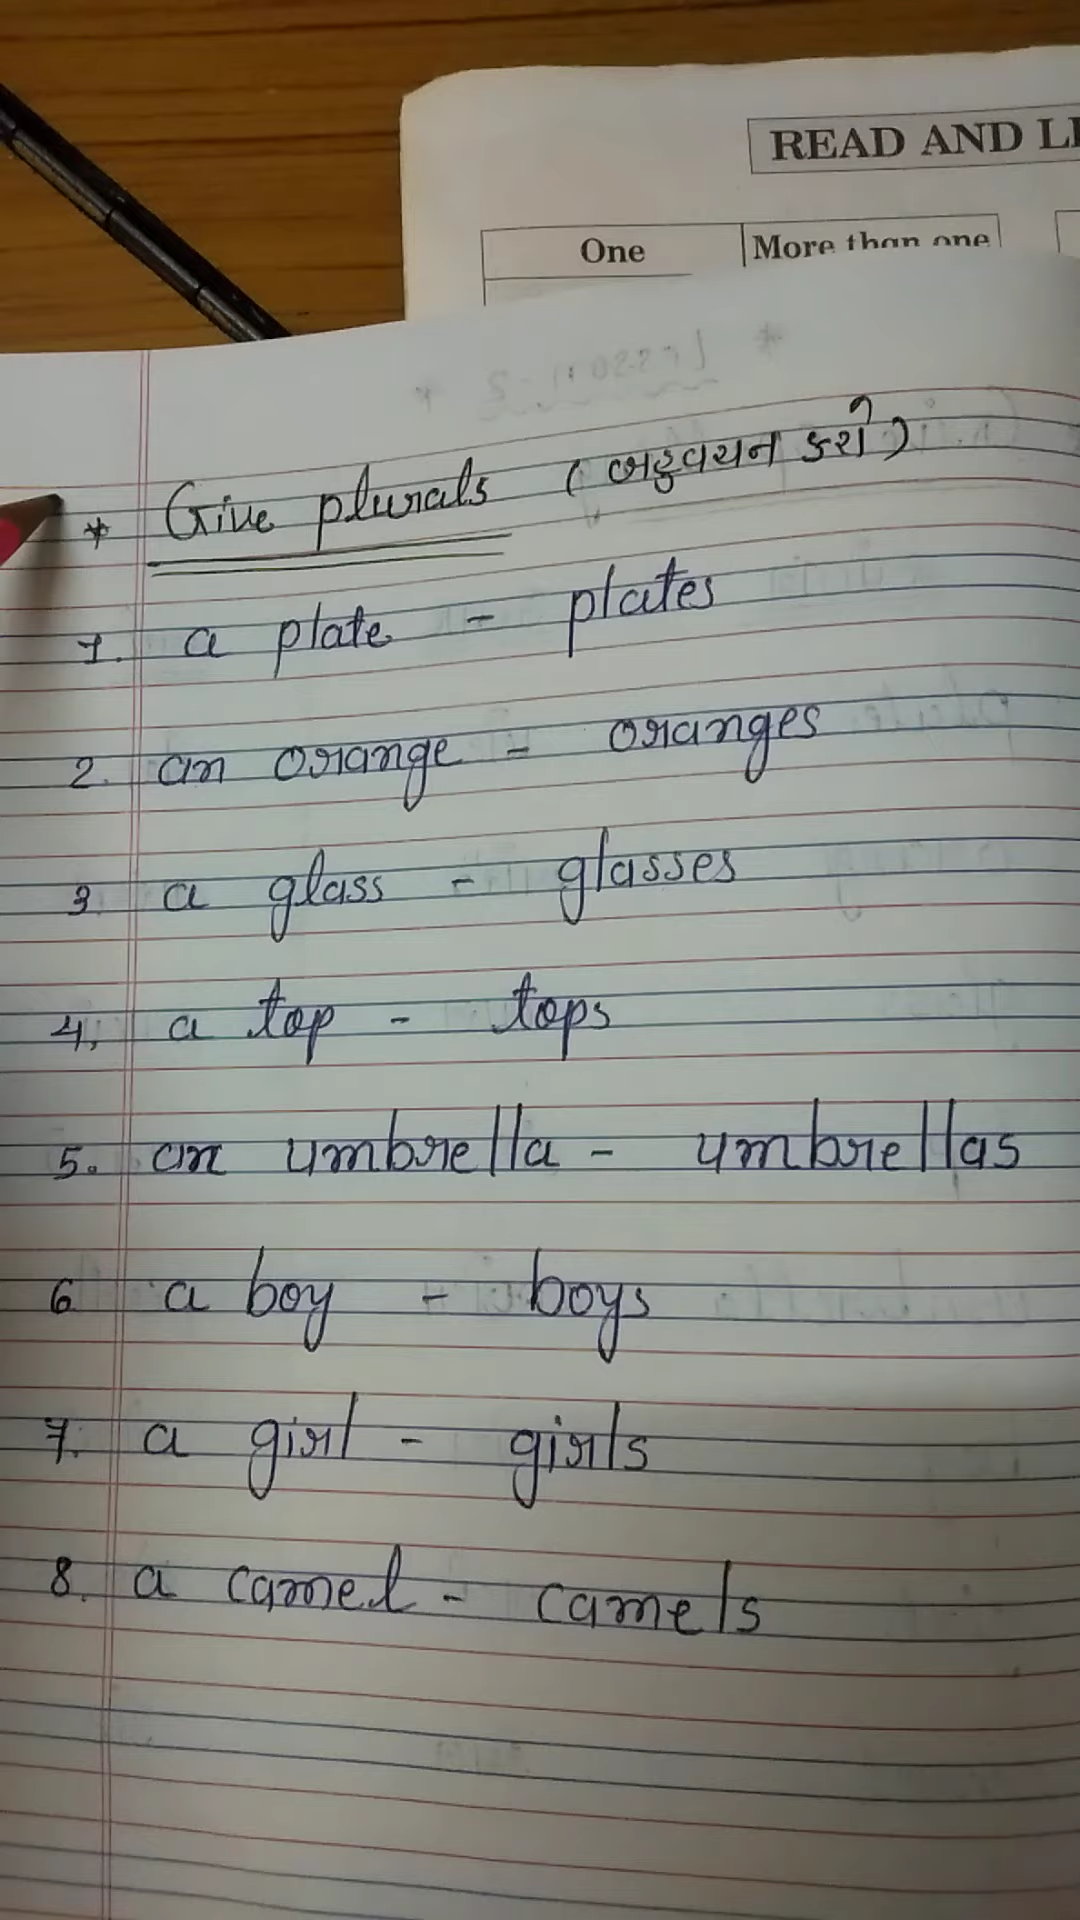 READ AND
One More than one
* Give plurals (બહુવચન કરો)
1. a plate - plates
2. an orange - oranges
3 a glass - glasses
4. a top - tops
5. an umbrella - umbrellas
6 a boy - boys
7. a girl - girls
8. a camel - camels